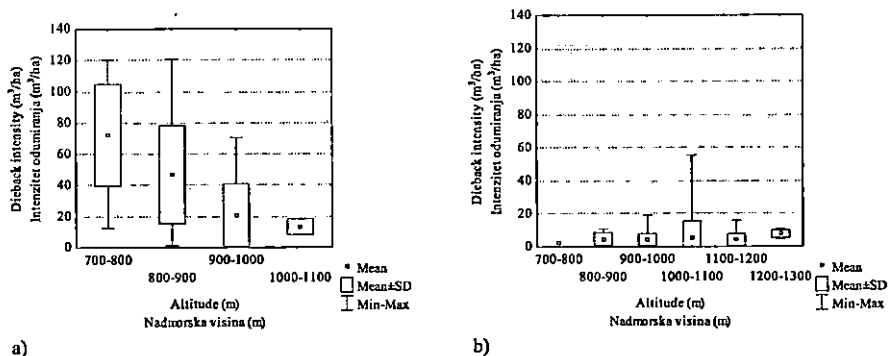 Dieback intensity (m³/ha)
Intenzitet odumiranja (m³/ha)
140
120
100
80
60
40
20
0
700-800
800-900
900-1000
1000-1100
Altitude (m)
Nadmorska visina (m)
Mean
Mean±SD
Min-Max
a)
Dieback intensity (m³/ha)
Intenzitet odumiranja (m³/ha)
140
120
100
80
60
40
20
0
700-800
800-900
900-1000
1000-1100
1100-1200
1200-1300
Altitude (m)
Nadmorska visina (m)
Mean
Mean±SD
Min-Max
b)